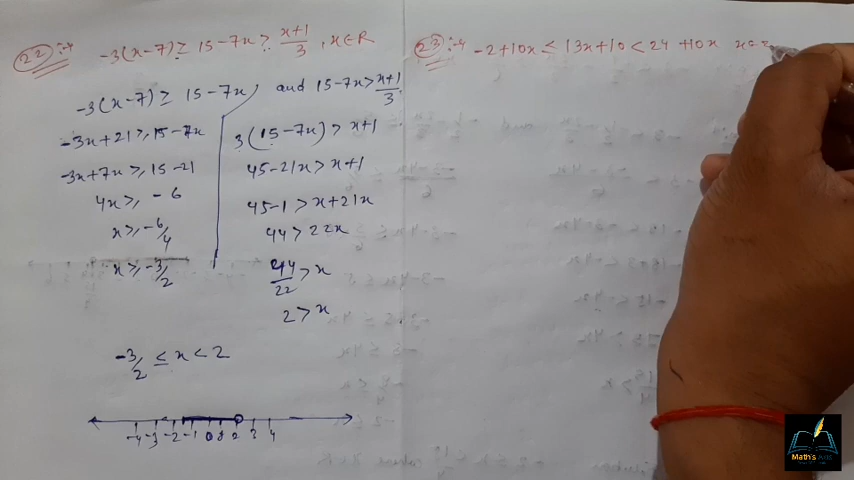 22 :-4 -3(x-7) ≥ 15-7x > x+1/3 , x∈R
-3(x-7) ≥ 15-7x
-3x+21 ≥ 15-7x
-3x+7x ≥ 15-21
4x ≥ -6
x ≥ -6/4
x ≥ -3/2
and 15-7x > x+1/3
3(15-7x) > x+1
45-21x > x+1
45-1 > x+21x
44 > 22x
44/22 > x
2 > x
-3/2 ≤ x < 2
-4 -3 -2 -1 0 1 2 3 4
23 :-4 -2+10x ≤ 13x+10 < 24+10x x∈
Math's